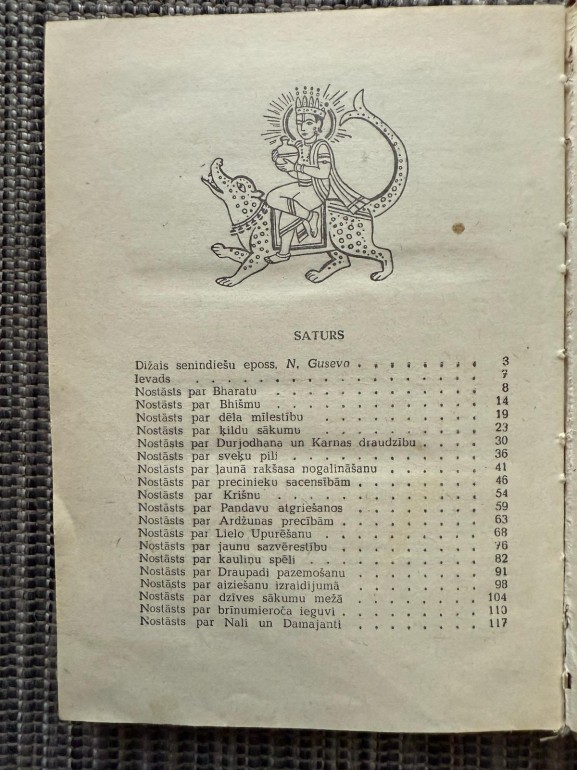 SATURS
Dižais senindiešu eposs. N. Guseva . . . . . . . 3
Ievads . . . . . . . . . . . . . . . 7
Nostāsts par Bharatu . . . . . . . . . . . 8
Nostāsts par Bhišmu . . . . . . . . . . . 14
Nostāsts par dēla mīlestību . . . . . . . . . 19
Nostāsts par ķildu sākumu . . . . . . . . . 23
Nostāsts par Durjodhana un Karnas draudzību . . . . 30
Nostāsts par sveķu pili . . . . . . . . . . 36
Nostāsts par ļaunā rakšasa nogalināšanu . . . . . 41
Nostāsts par precinieku sacensībām . . . . . . 46
Nostāsts par Krišnu . . . . . . . . . . . 54
Nostāsts par Pandavu atgriešanos . . . . . . . 59
Nostāsts par Ardžunas precībām . . . . . . . 63
Nostāsts par Lielo Upurēšanu . . . . . . . . 68
Nostāsts par jaunu sazvērestību . . . . . . . 76
Nostāsts par kauliņu spēli . . . . . . . . . 82
Nostāsts par Draupadi pazemošanu . . . . . . 91
Nostāsts par aiziešanu izraidījumā . . . . . . . 98
Nostāsts par dzīves sākumu mežā . . . . . . . 104
Nostāsts par brīnumieroča ieguvi . . . . . . . 110
Nostāsts par Nali un Damajanti . . . . . . . 117